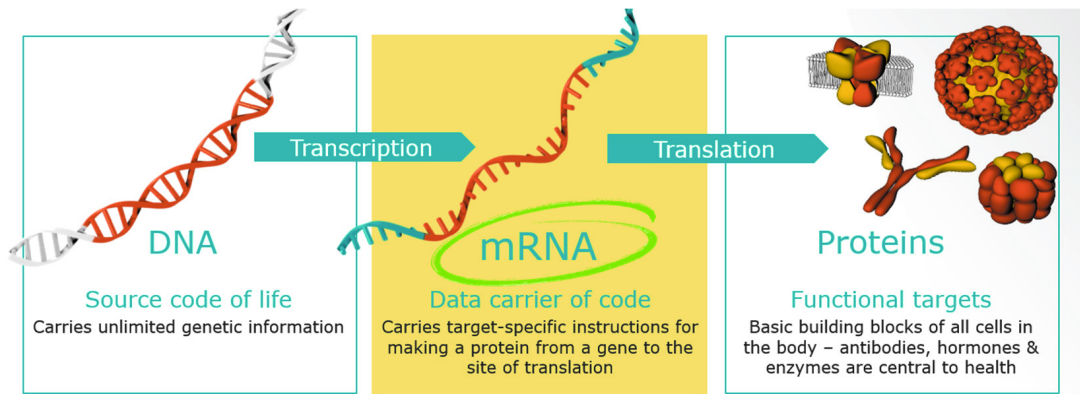 Transcription
Translation
DNA
Source code of life
Carries unlimited genetic information
mRNA
Data carrier of code
Carries target-specific instructions for
making a protein from a gene to the
site of translation
Proteins
Functional targets
Basic building blocks of all cells in
the body – antibodies, hormones &
enzymes are central to health